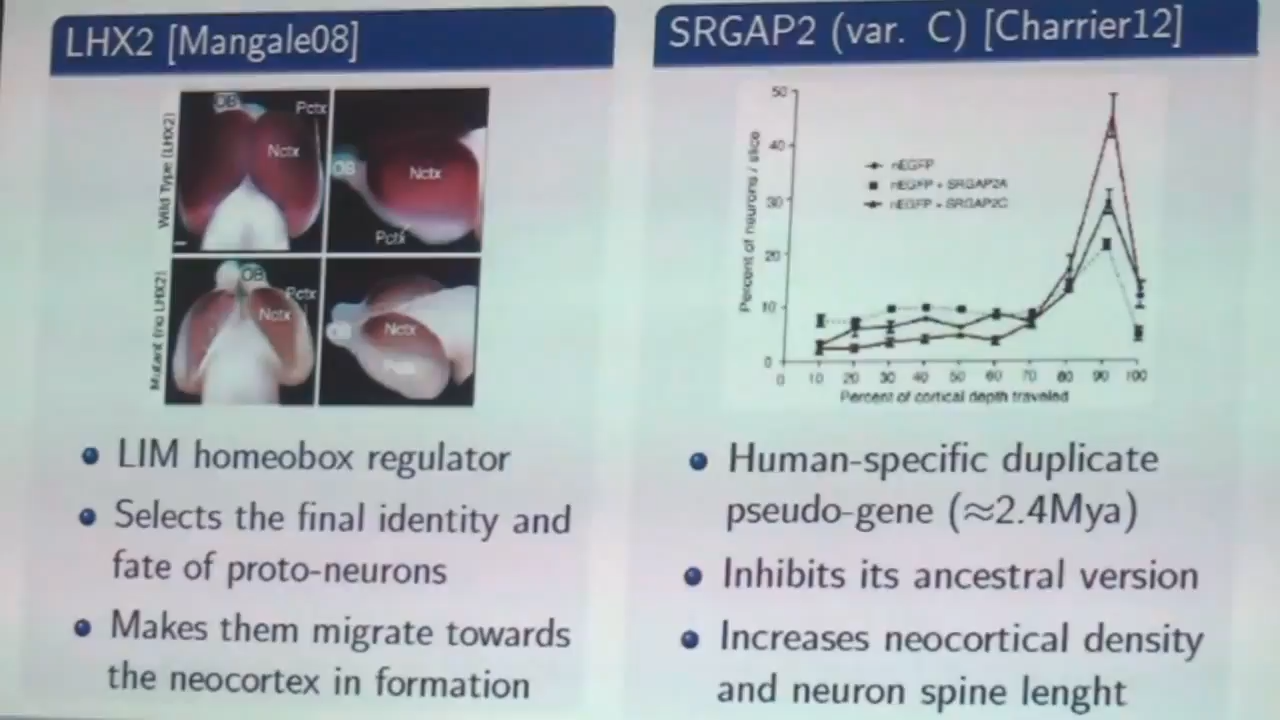 LHX2 [Mangale08]
Wild Type (LHX2)
OB
Pctx
Nctx
OB
Nctx
Pctx
Mutant (no LHX2)
OB
Pctx
Nctx
OB
Nctx
LIM homeobox regulator
Selects the final identity and
fate of proto-neurons
Makes them migrate towards
the neocortex in formation
SRGAP2 (var. C) [Charrier12]
Percent of neurons / slice
50
40
30
20
10
0
nEGFP
nEGFP + SRGAP2A
nEGFP + SRGAP2C
0 10 20 30 40 50 60 70 80 90 100
Percent of cortical depth traveled
Human-specific duplicate
pseudo-gene (≈2.4Mya)
Inhibits its ancestral version
Increases neocortical density
and neuron spine lenght